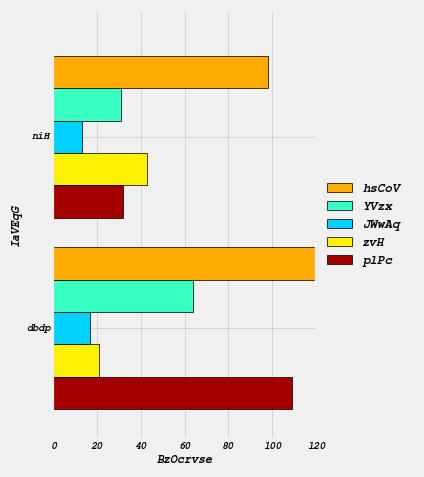 niH
dbdp
IaVEqG
0 20 40 60 80 100 120
BzOcrvse
hsCoV
YVzx
JWwAq
zvH
plPc